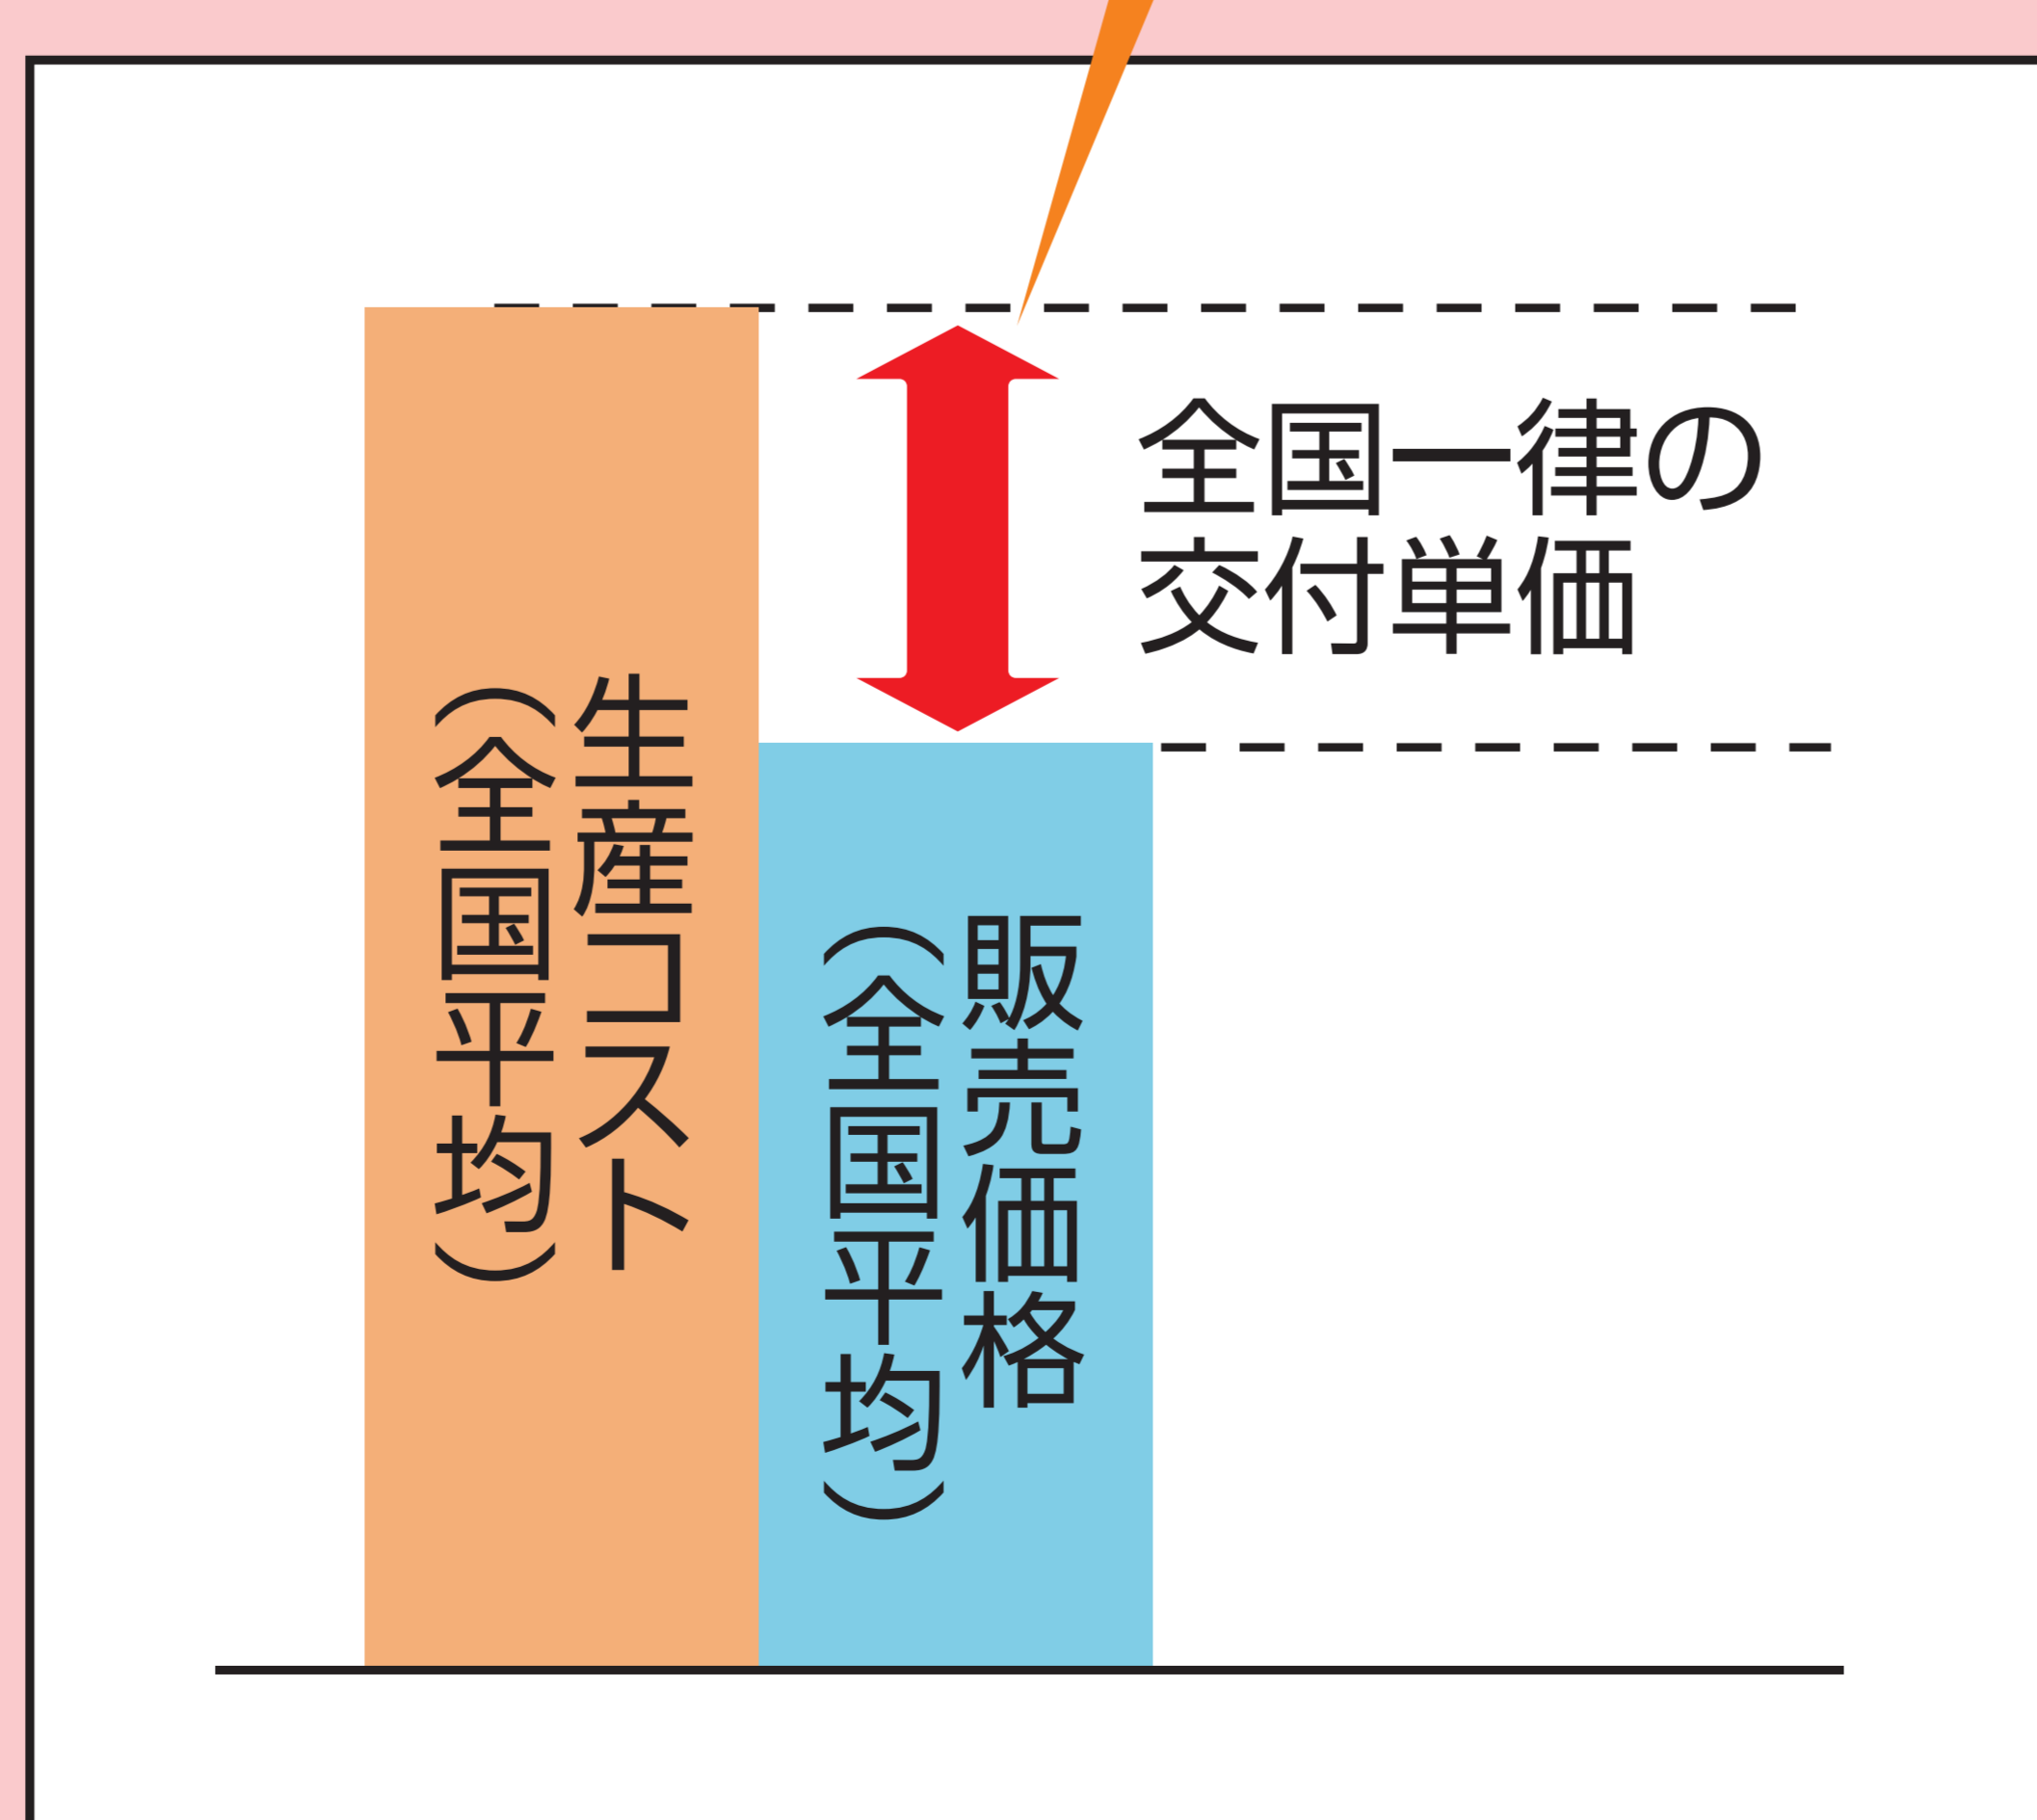 全国一律の
交付単価
生産コスト
（全国平均）
販売価格
（全国平均）